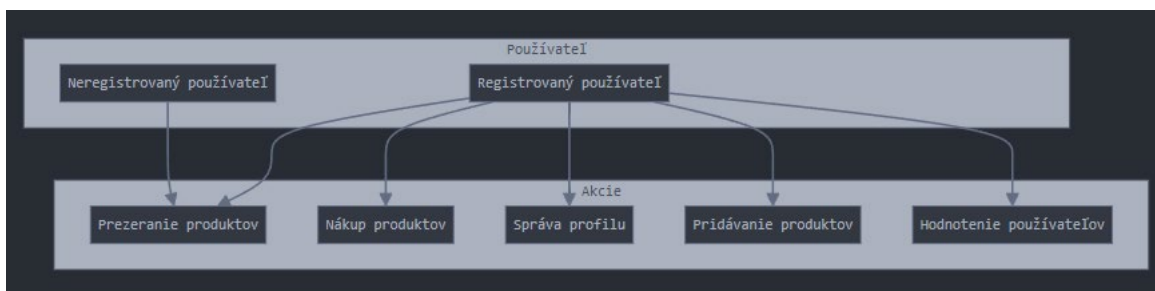 Používateľ
Neregistrovaný používateľ
Registrovaný používateľ
Akcie
Prezeranie produktov
Nákup produktov
Správa profilu
Pridávanie produktov
Hodnotenie používateľov